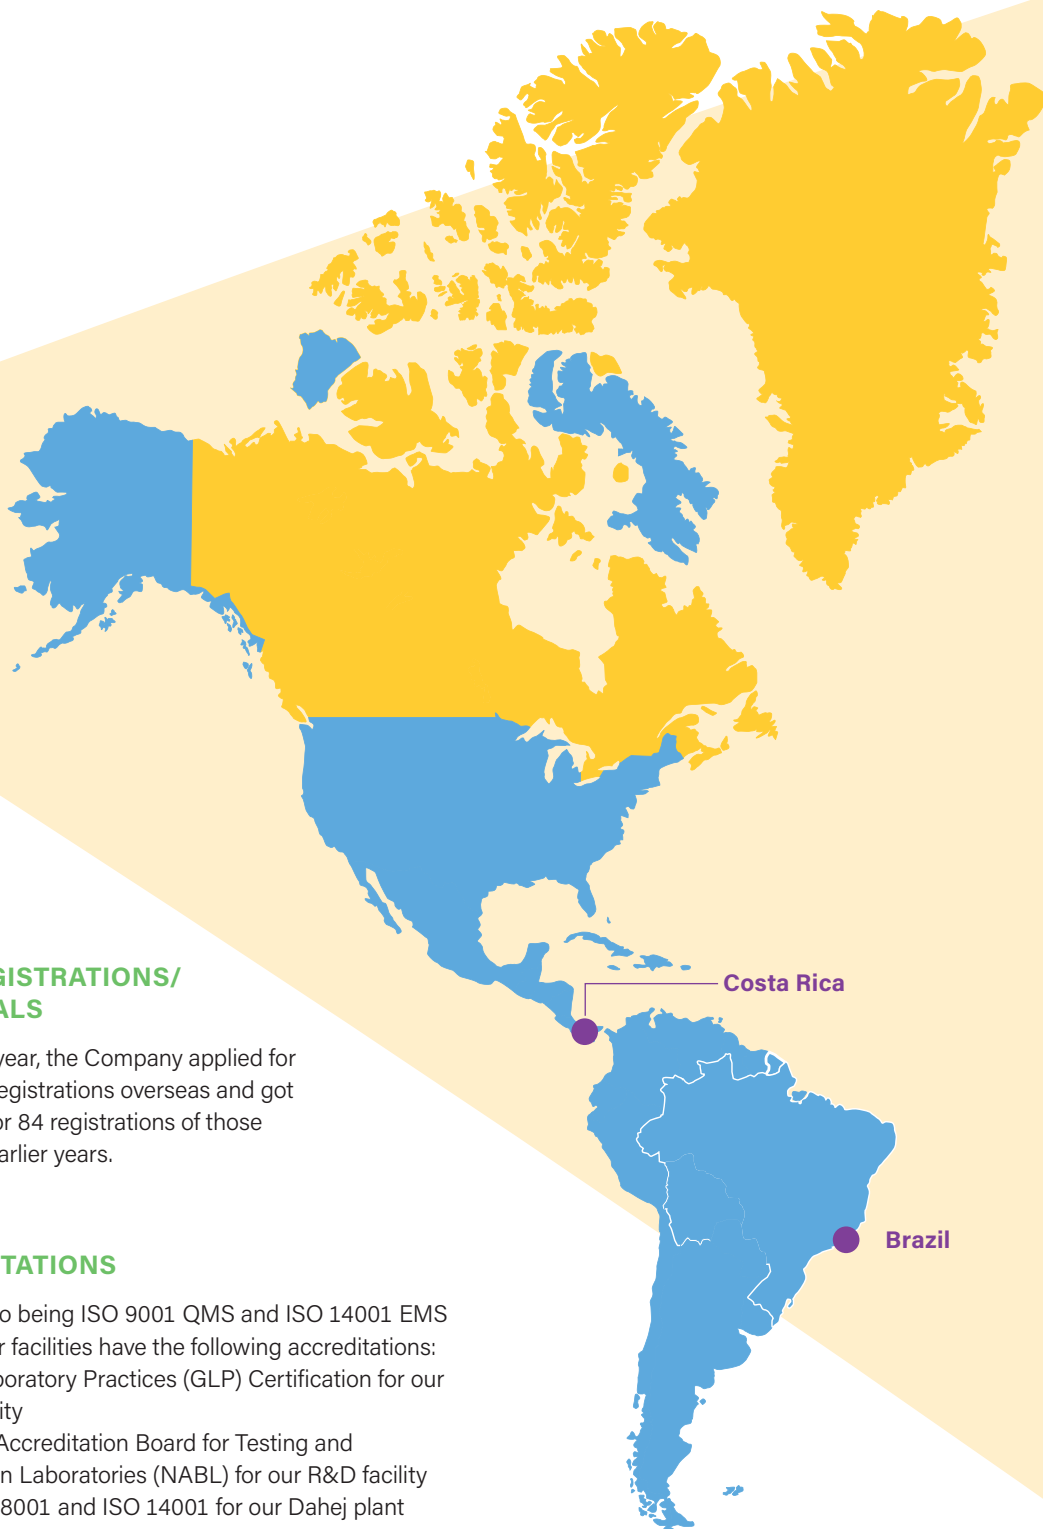 GISTRATIONS/
ALS
year, the Company applied for
egistrations overseas and got
or 84 registrations of those
arlier years.
TATIONS
o being ISO 9001 QMS and ISO 14001 EMS
r facilities have the following accreditations:
boratory Practices (GLP) Certification for our
ity
Accreditation Board for Testing and
n Laboratories (NABL) for our R&D facility
8001 and ISO 14001 for our Dahej plant
Costa Rica
Brazil